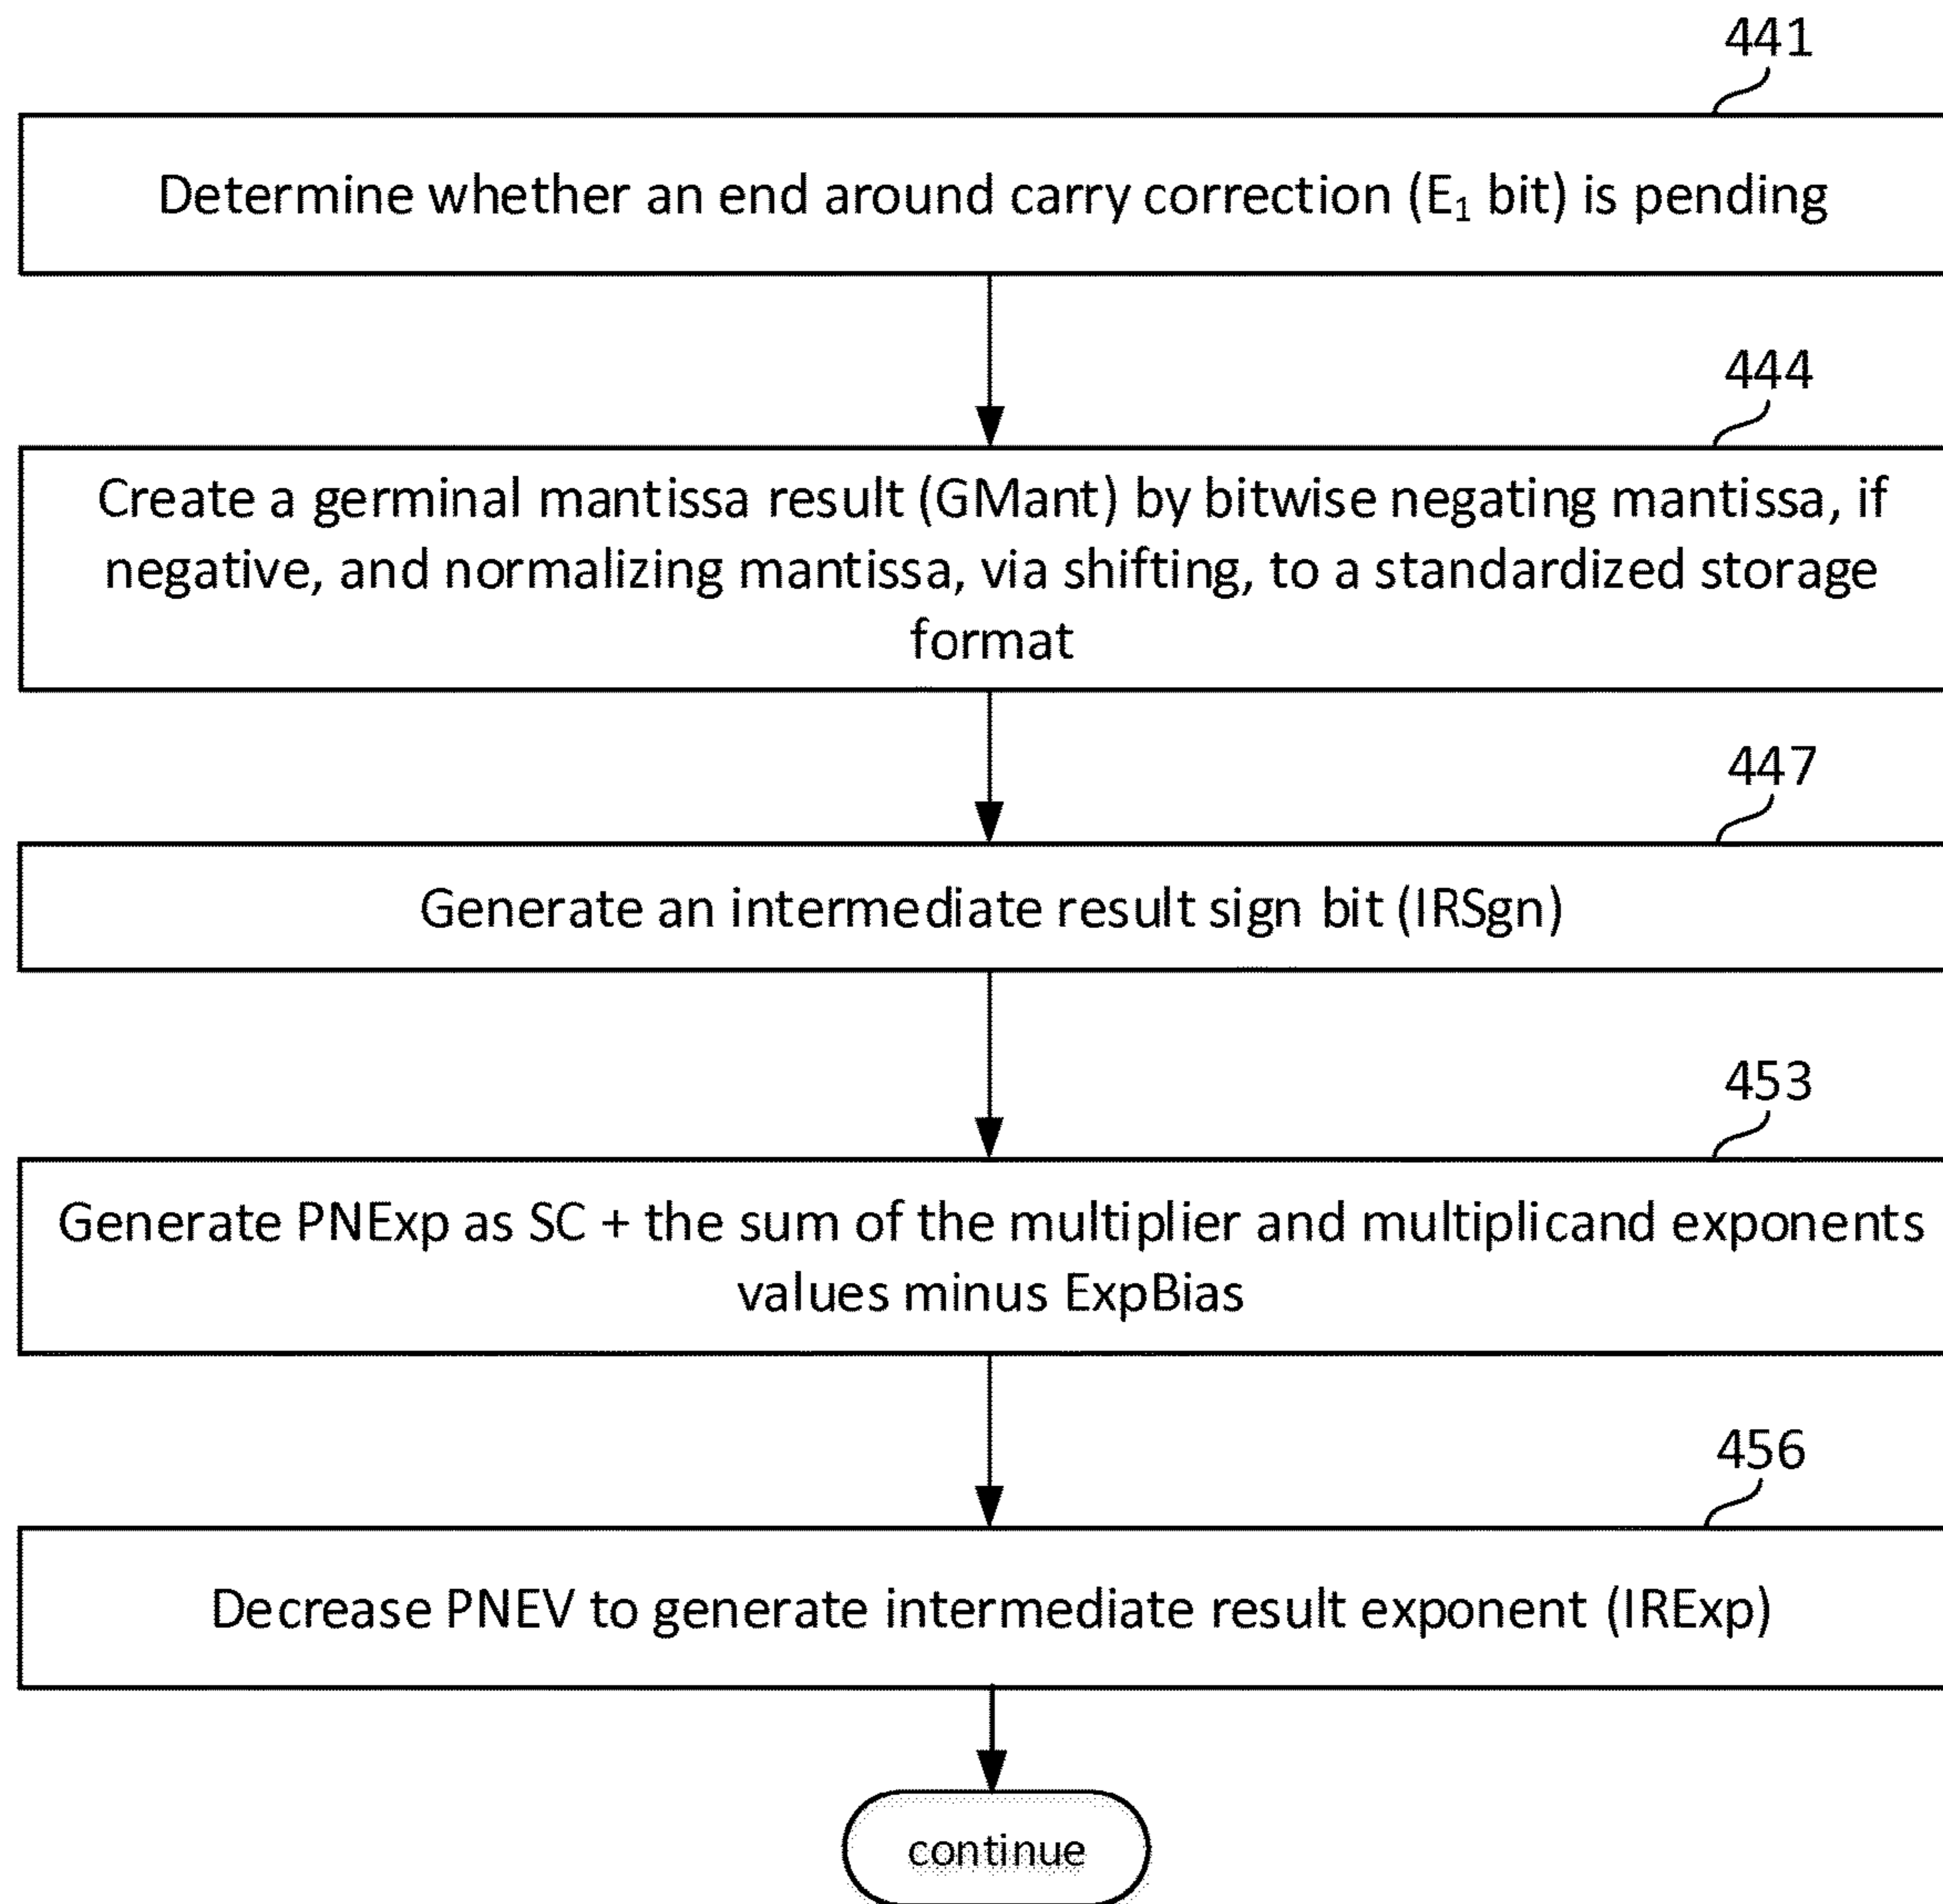 441
Determine whether an end around carry correction (E₁ bit) is pending
444
Create a germinal mantissa result (GMant) by bitwise negating mantissa, if
negative, and normalizing mantissa, via shifting, to a standardized storage
format
447
Generate an intermediate result sign bit (IRSgn)
453
Generate PNExp as SC + the sum of the multiplier and multiplicand exponents
values minus ExpBias
456
Decrease PNEV to generate intermediate result exponent (IRExp)
continue